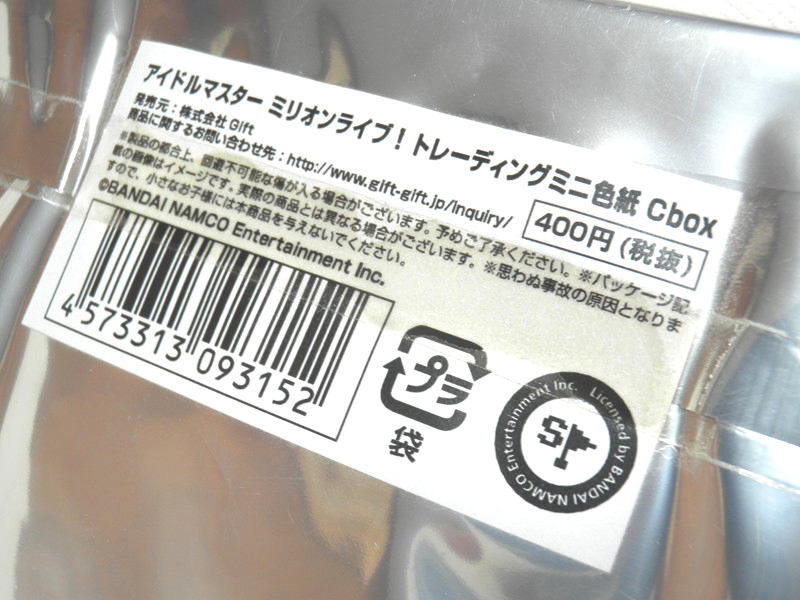 アイドルマスター ミリオンライブ！ トレーディングミニ色紙 Cbox
発売元：株式会社 Gift
商品に関するお問い合わせ先：http://www.gift-gift.jp/inquiry/
400円（税抜）
※製品の都合上、回避不可能な傷が入る場合がございます。予めご了承ください。※パッケージ記
載の画像はイメージです。実際の商品とは異なる場合がございます。※思わぬ事故の原因となりま
すので、小さなお子様には本商品を与えないでください。
©BANDAI NAMCO Entertainment Inc.
4 573313 093152
プラ
袋
Licensed by BANDAI NAMCO Entertainment Inc.